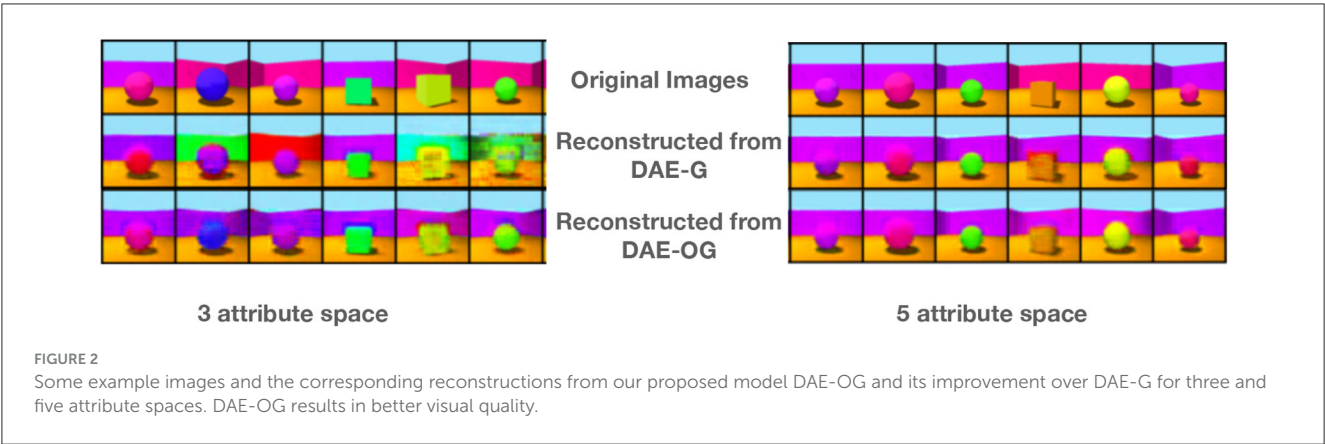 Original Images
Reconstructed from
DAE-G
Reconstructed from
DAE-OG
3 attribute space
5 attribute space
FIGURE 2
Some example images and the corresponding reconstructions from our proposed model DAE-OG and its improvement over DAE-G for three and
five attribute spaces. DAE-OG results in better visual quality.